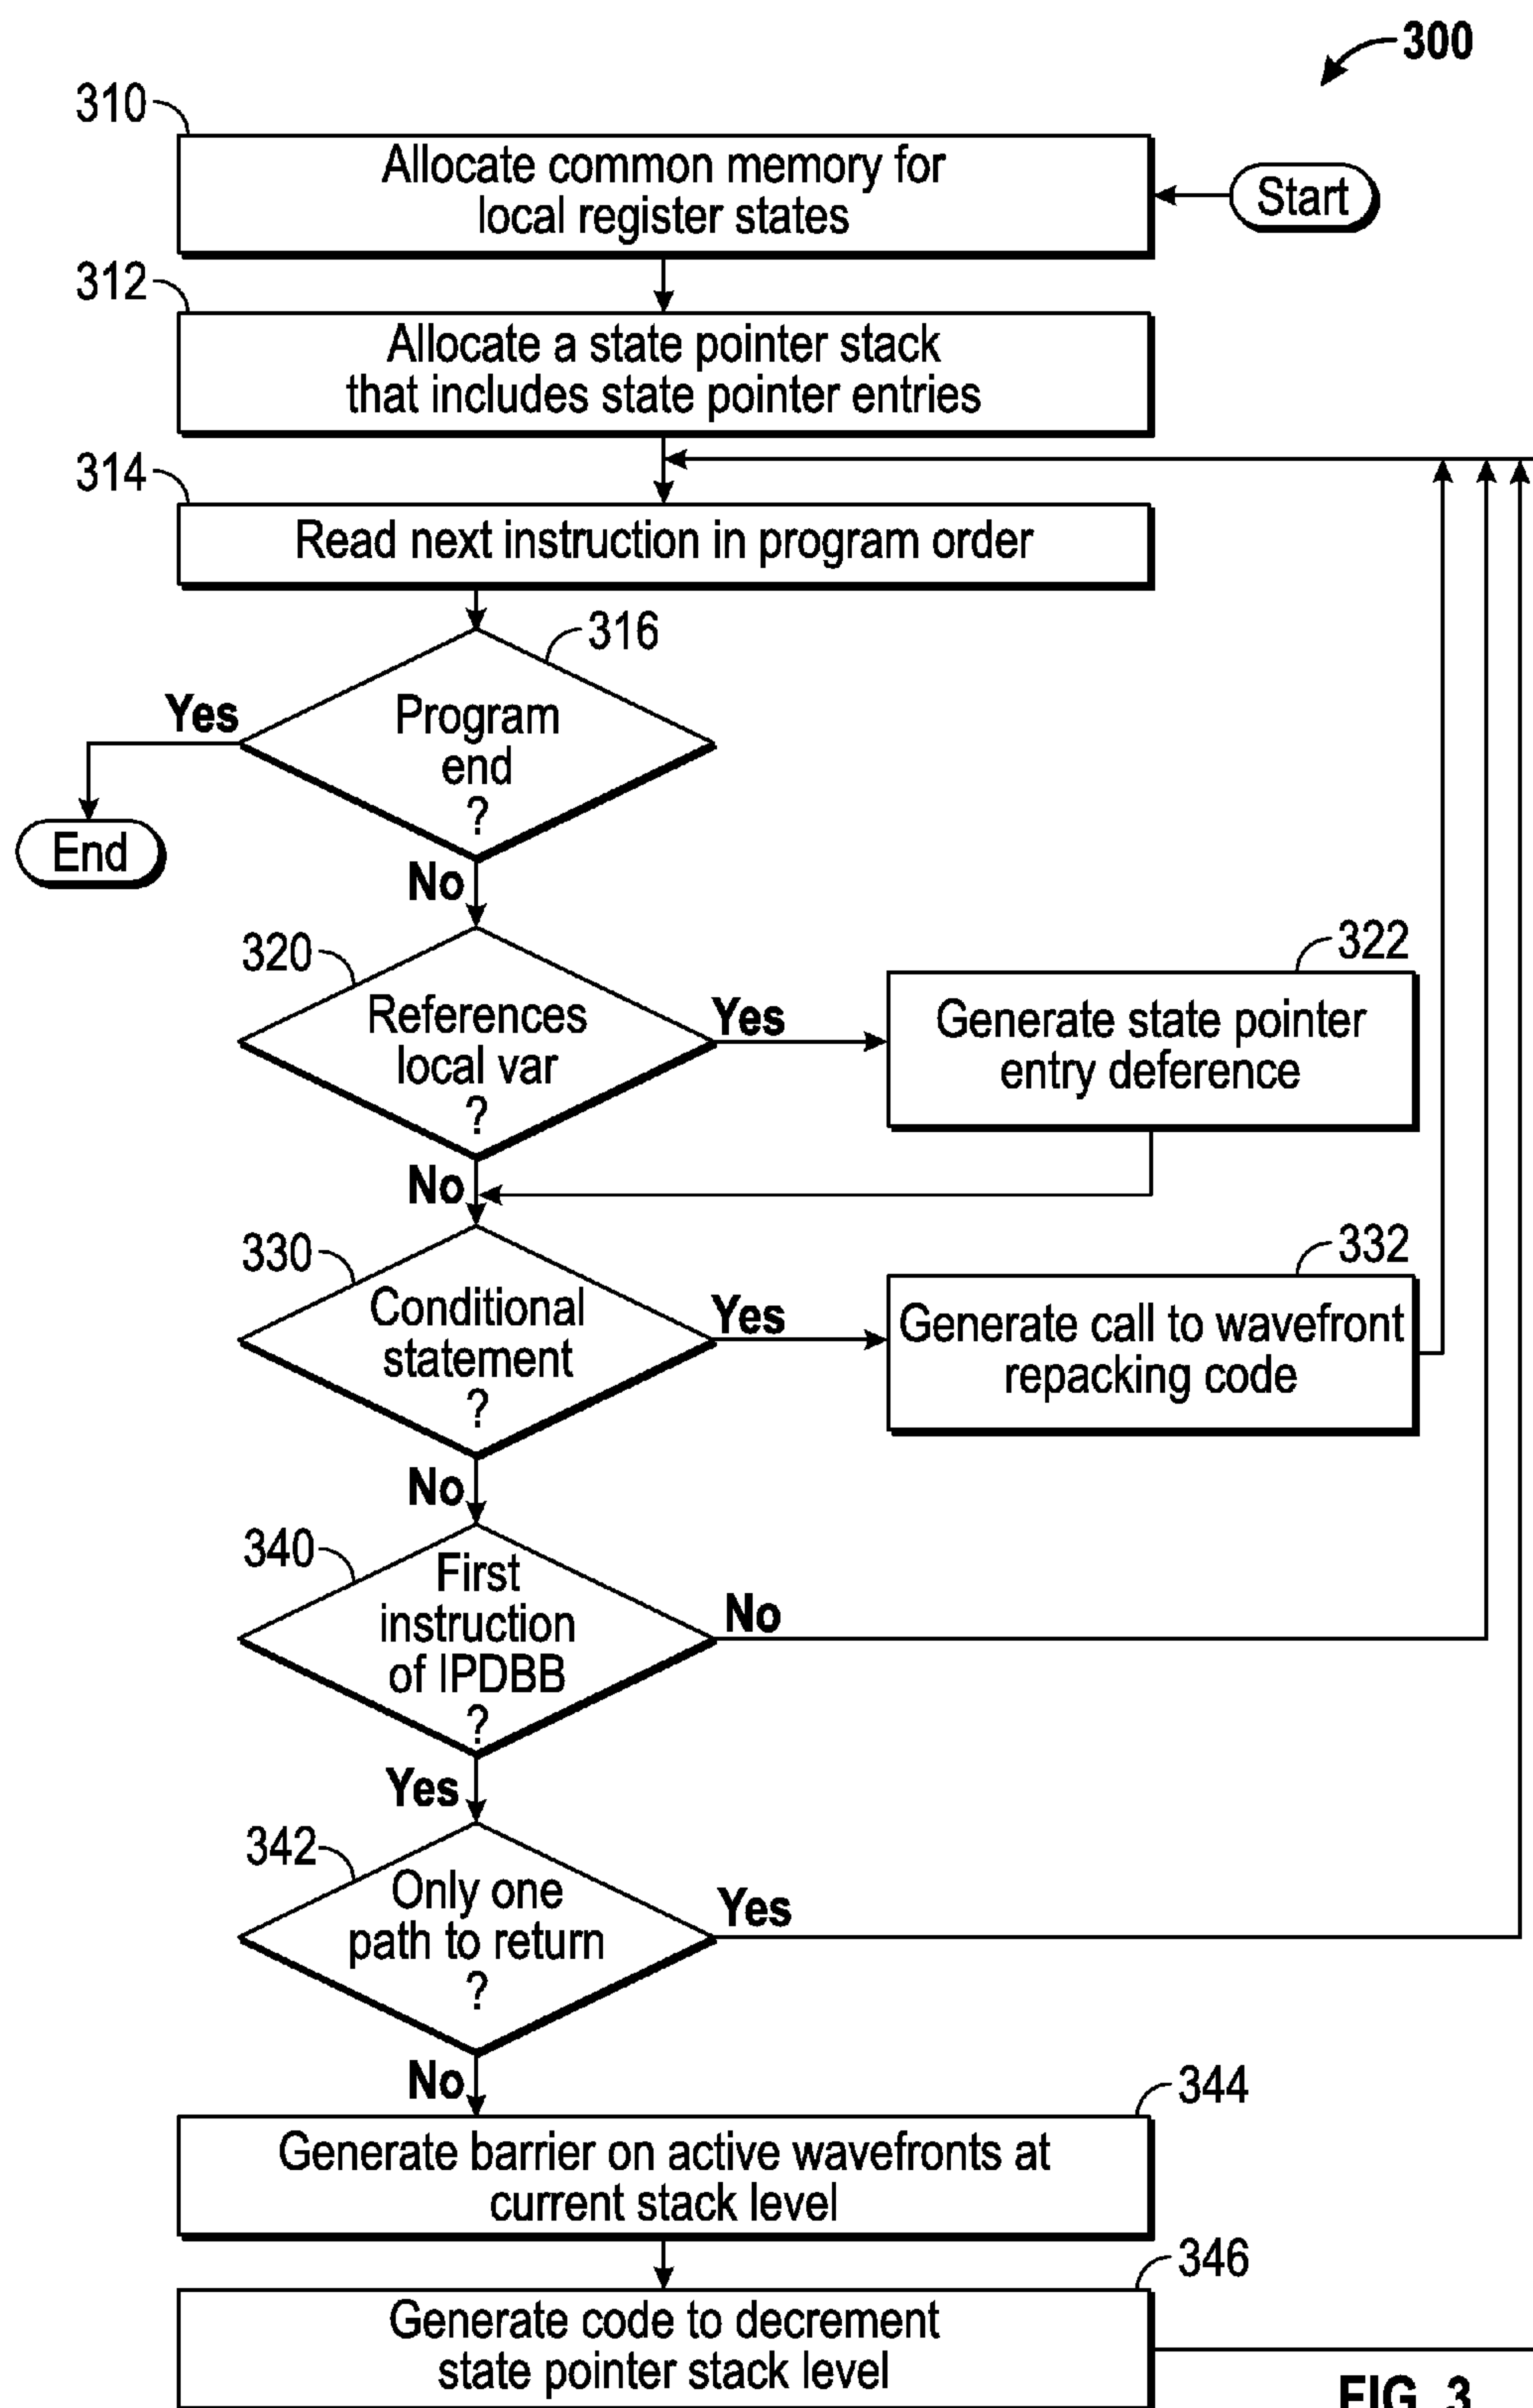 300
310
Allocate common memory for
local register states
Start
312
Allocate a state pointer stack
that includes state pointer entries
314
Read next instruction in program order
316
Program
end
?
Yes
End
No
320
References
local var
?
Yes
322
Generate state pointer
entry deference
No
330
Conditional
statement
?
Yes
332
Generate call to wavefront
repacking code
No
340
First
instruction
of IPDBB
?
No
Yes
342
Only one
path to return
?
Yes
No
344
Generate barrier on active wavefronts at
current stack level
346
Generate code to decrement
state pointer stack level
FIG. 3